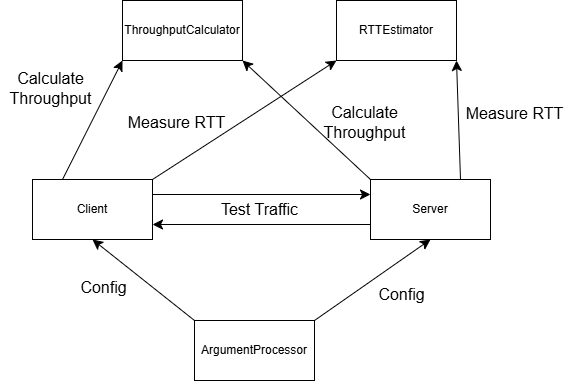 ThroughputCalculator
RTTEstimator
Calculate
Throughput
Measure RTT
Calculate
Throughput
Measure RTT
Client
Test Traffic
Server
Config
Config
ArgumentProcessor